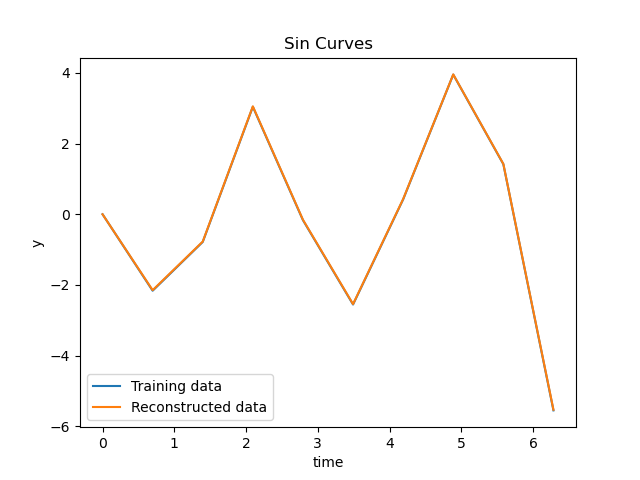 Sin Curves
y
4
2
0
−2
−4
−6
Training data
Reconstructed data
0 1 2 3 4 5 6
time